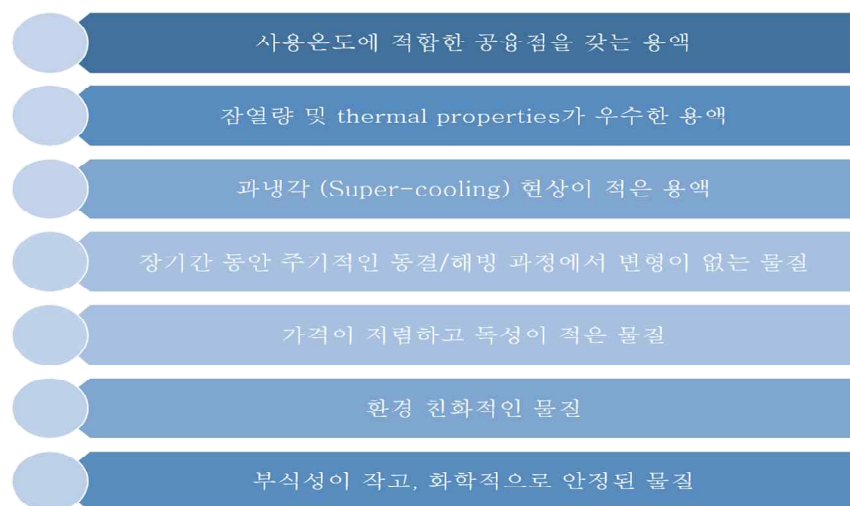 사용온도에 적합한 공융점을 갖는 용액
잠열량 및 thermal properties가 우수한 용액
과냉각 (Super-cooling) 현상이 적은 용액
장기간 동안 주기적인 동결/해빙 과정에서 변형이 없는 물질
가격이 저렴하고 독성이 적은 물질
환경 친화적인 물질
부식성이 작고, 화학적으로 안정된 물질